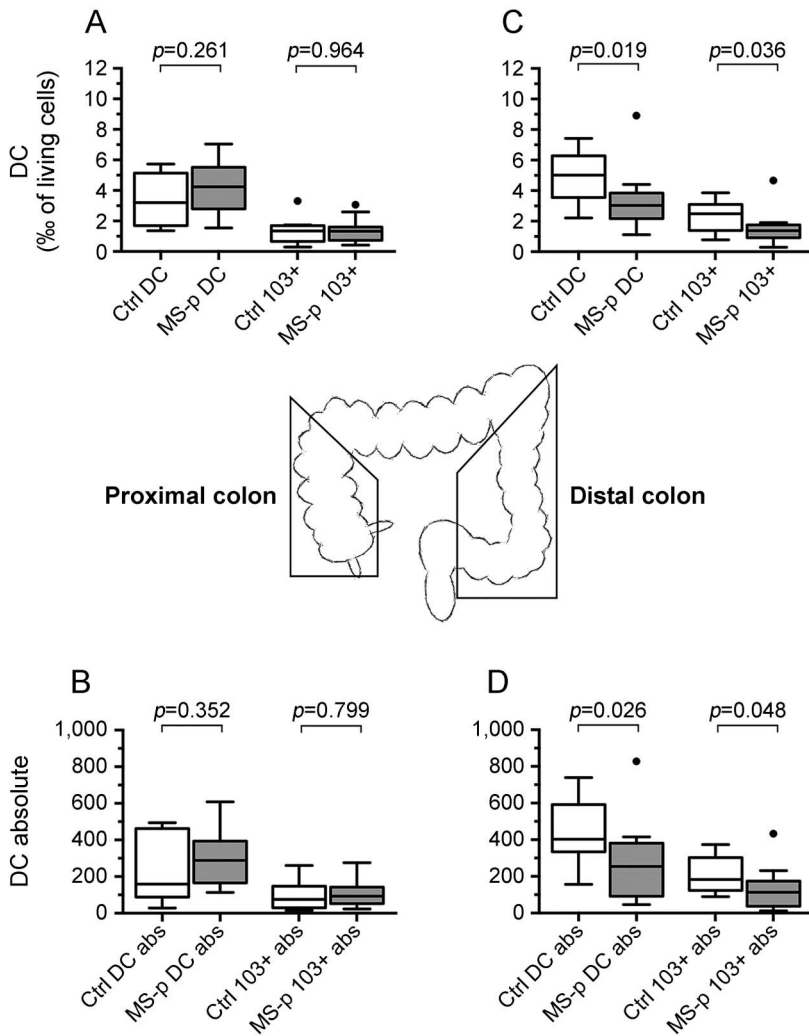 A
p=0.261
p=0.964
DC
(‰ of living cells)
12
10
8
6
4
2
0
Ctrl DC
MS-p DC
Ctrl 103+
MS-p 103+
C
p=0.019
p=0.036
12
10
8
6
4
2
0
Ctrl DC
MS-p DC
Ctrl 103+
MS-p 103+
Proximal colon
Distal colon
B
p=0.352
p=0.799
DC absolute
1,000
800
600
400
200
0
Ctrl DC abs
MS-p DC abs
Ctrl 103+ abs
MS-p 103+ abs
D
p=0.026
p=0.048
1,000
800
600
400
200
0
Ctrl DC abs
MS-p DC abs
Ctrl 103+ abs
MS-p 103+ abs